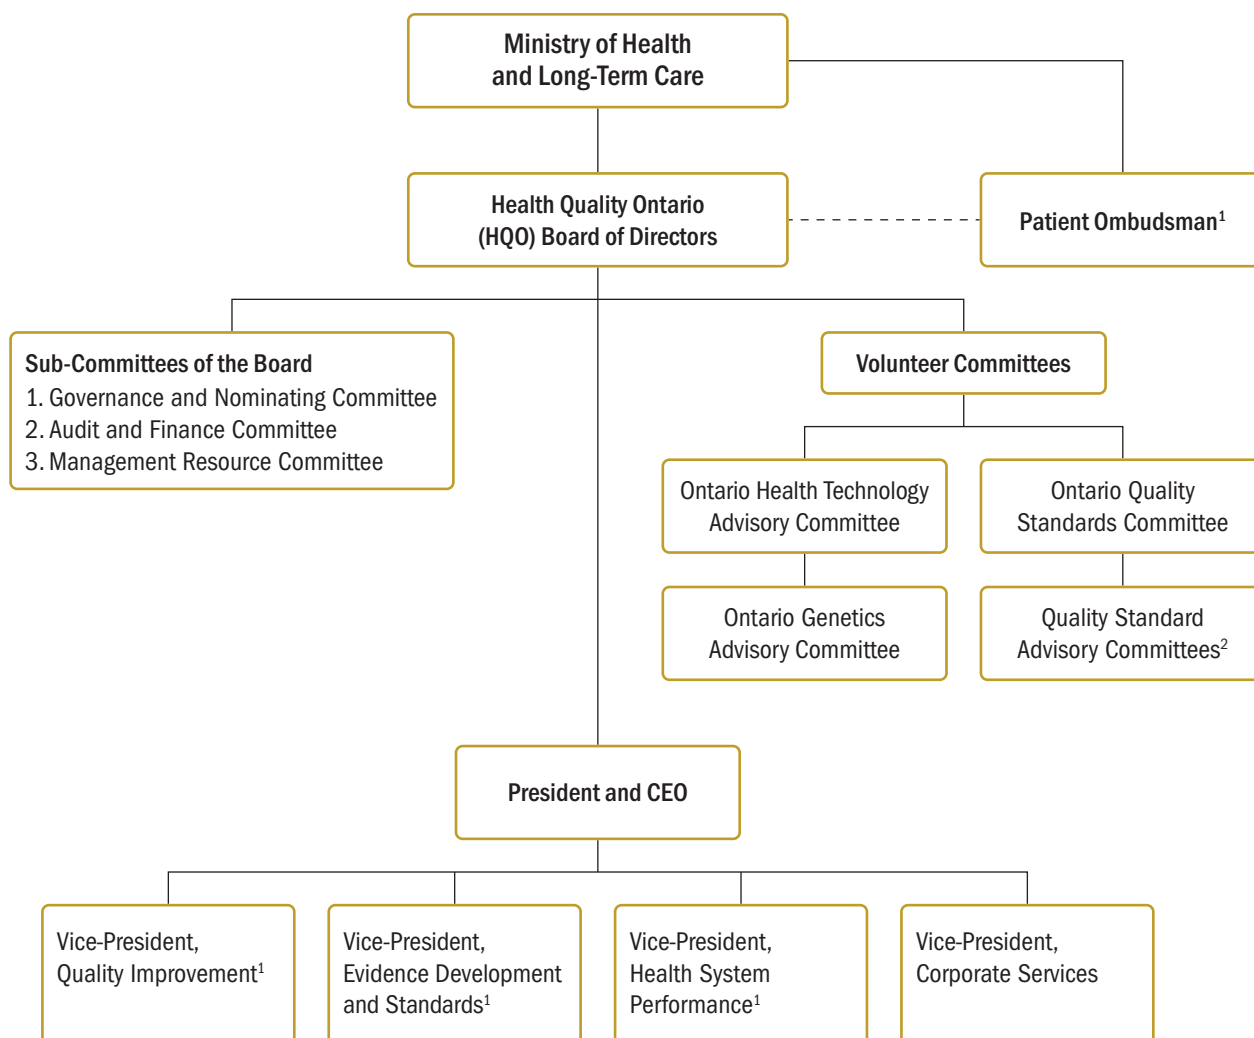 Ministry of Health
and Long-Term Care
Health Quality Ontario
(HQO) Board of Directors
Patient Ombudsman¹
Sub-Committees of the Board
1. Governance and Nominating Committee
2. Audit and Finance Committee
3. Management Resource Committee
Volunteer Committees
Ontario Health Technology
Advisory Committee
Ontario Quality
Standards Committee
Ontario Genetics
Advisory Committee
Quality Standard
Advisory Committees²
President and CEO
Vice-President,
Quality Improvement¹
Vice-President,
Evidence Development
and Standards¹
Vice-President,
Health System
Performance¹
Vice-President,
Corporate Services